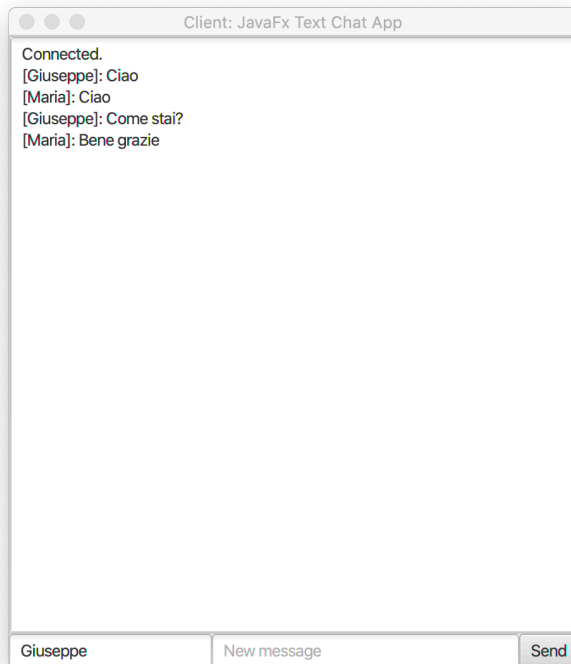 Client: JavaFx Text Chat App
Connected.
[Giuseppe]: Ciao
[Maria]: Ciao
[Giuseppe]: Come stai?
[Maria]: Bene grazie
Giuseppe New message Send